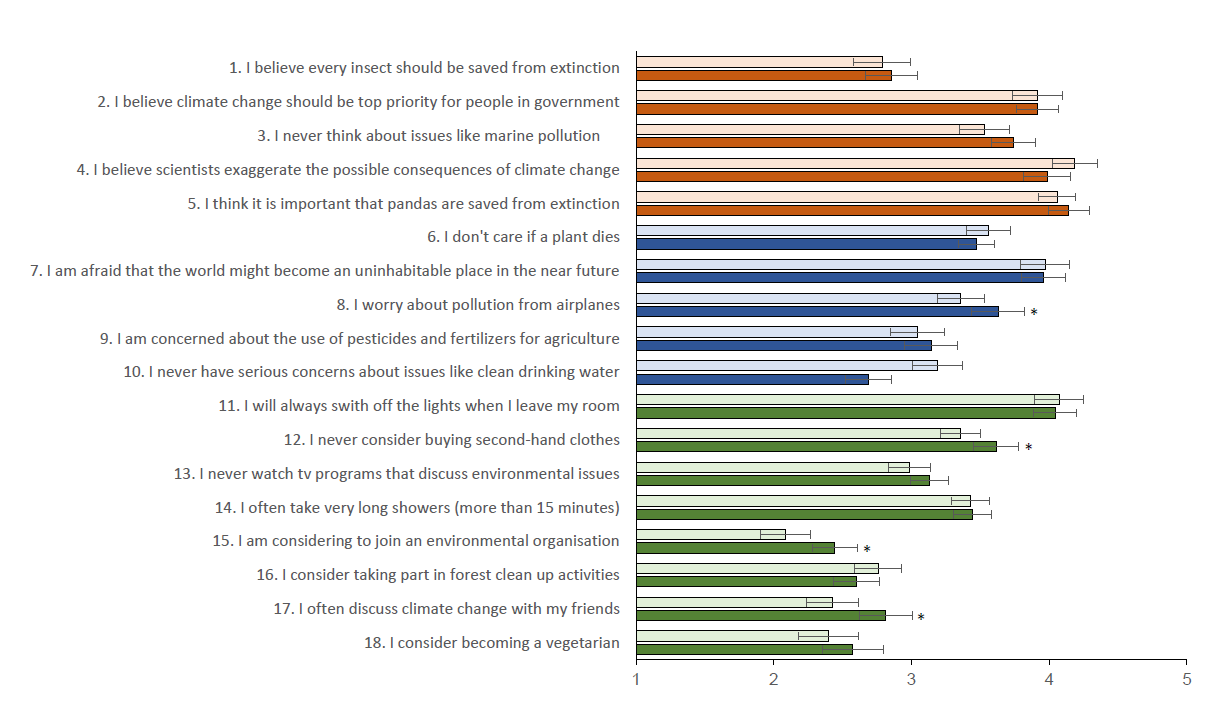 1. I believe every insect should be saved from extinction
2. I believe climate change should be top priority for people in government
3. I never think about issues like marine pollution
4. I believe scientists exaggerate the possible consequences of climate change
5. I think it is important that pandas are saved from extinction
6. I don't care if a plant dies
7. I am afraid that the world might become an uninhabitable place in the near future
8. I worry about pollution from airplanes
*
9. I am concerned about the use of pesticides and fertilizers for agriculture
10. I never have serious concerns about issues like clean drinking water
11. I will always swith off the lights when I leave my room
12. I never consider buying second-hand clothes
*
13. I never watch tv programs that discuss environmental issues
14. I often take very long showers (more than 15 minutes)
15. I am considering to join an environmental organisation
*
16. I consider taking part in forest clean up activities
17. I often discuss climate change with my friends
*
18. I consider becoming a vegetarian
1 2 3 4 5